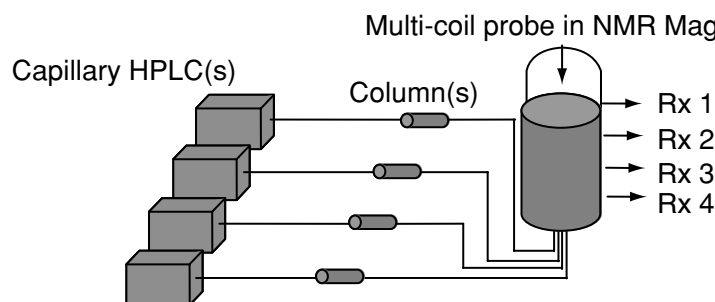 Multi-coil probe in NMR Mag
Capillary HPLC(s)
Column(s)
Rx 1
Rx 2
Rx 3
Rx 4